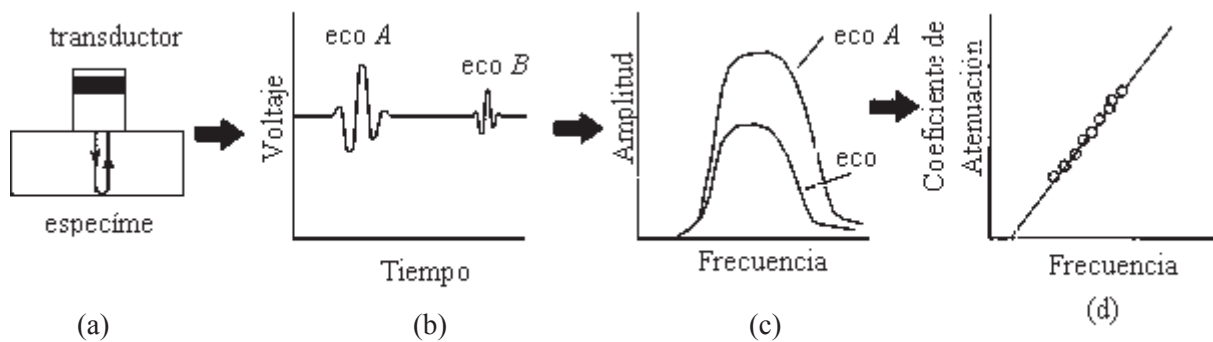 transductor
especíme
(a)
eco A
eco B
Voltaje
Tiempo
(b)
eco A
eco
Amplitud
Frecuencia
(c)
Coeficiente de
Atenuación
Frecuencia
(d)